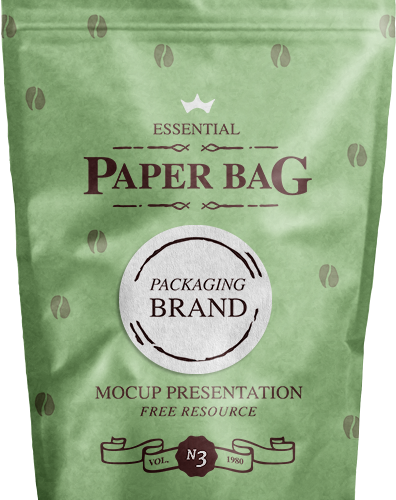 ESSENTIAL
PAPER BAG
PACKAGING
BRAND
MOCUP PRESENTATION
FREE RESOURCE
VOL. N3 1980